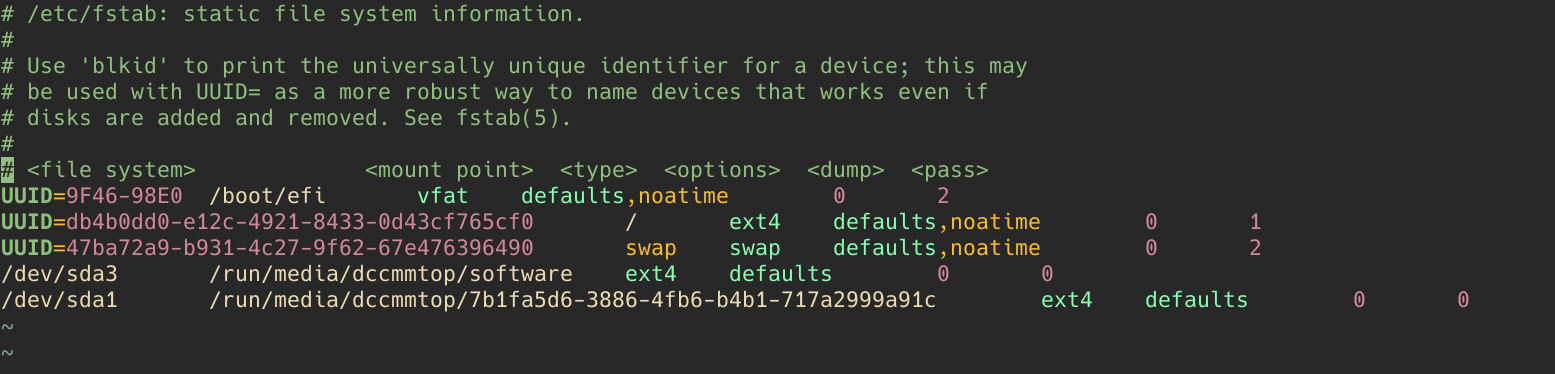 # /etc/fstab: static file system information.
#
# Use 'blkid' to print the universally unique identifier for a device; this may
# be used with UUID= as a more robust way to name devices that works even if
# disks are added and removed. See fstab(5).
#
# <file system>             <mount point>  <type>  <options>  <dump>  <pass>
UUID=9F46-98E0  /boot/efi       vfat    defaults,noatime        0       2
UUID=db4b0dd0-e12c-4921-8433-0d43cf765cf0       /       ext4    defaults,noatime        0       1
UUID=47ba72a9-b931-4c27-9f62-67e476396490       swap    swap    defaults,noatime        0       2
/dev/sda3       /run/media/dccmmtop/software    ext4    defaults        0       0
/dev/sda1       /run/media/dccmmtop/7b1fa5d6-3886-4fb6-b4b1-717a2999a91c        ext4    defaults        0       0
~
~